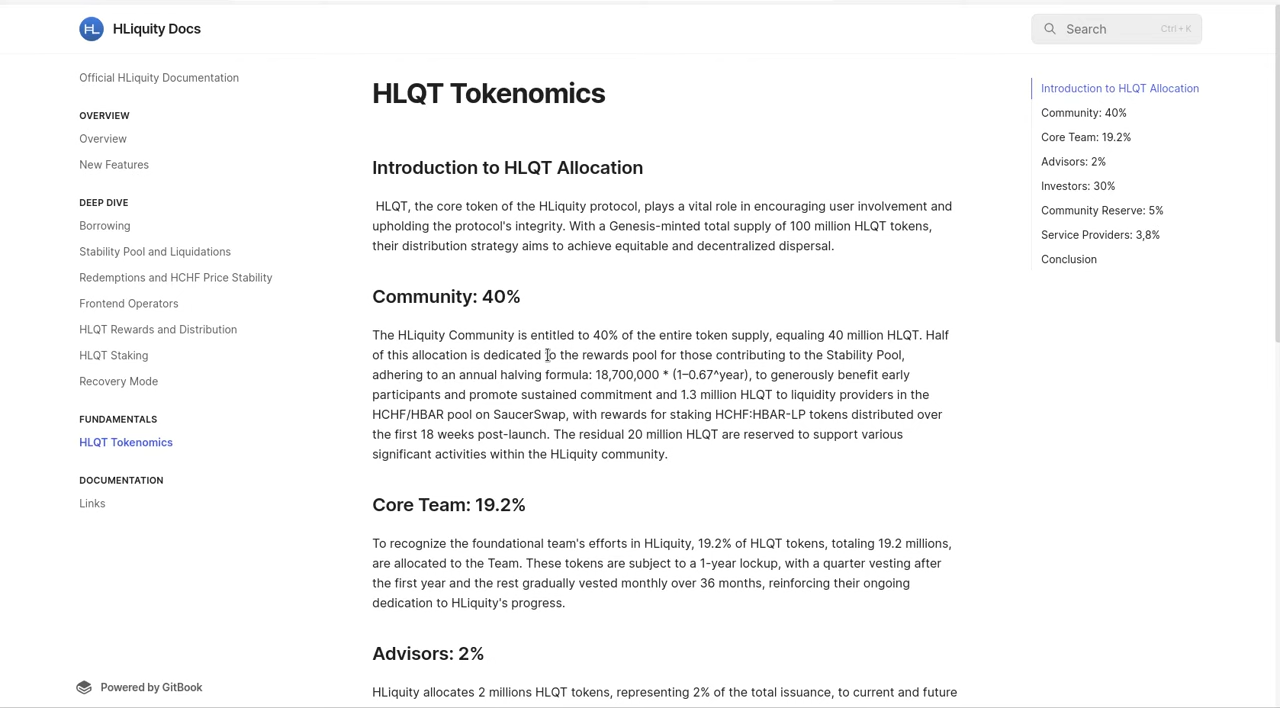 HL HLiquity Docs
Search Ctrl+K
Official HLiquity Documentation
OVERVIEW
Overview
New Features
DEEP DIVE
Borrowing
Stability Pool and Liquidations
Redemptions and HCHF Price Stability
Frontend Operators
HLQT Rewards and Distribution
HLQT Staking
Recovery Mode
FUNDAMENTALS
HLQT Tokenomics
DOCUMENTATION
Links
Powered by GitBook
HLQT Tokenomics
Introduction to HLQT Allocation
HLQT, the core token of the HLiquity protocol, plays a vital role in encouraging user involvement and
upholding the protocol's integrity. With a Genesis-minted total supply of 100 million HLQT tokens,
their distribution strategy aims to achieve equitable and decentralized dispersal.
Community: 40%
The HLiquity Community is entitled to 40% of the entire token supply, equaling 40 million HLQT. Half
of this allocation is dedicated to the rewards pool for those contributing to the Stability Pool,
adhering to an annual halving formula: 18,700,000 * (1–0.67^year), to generously benefit early
participants and promote sustained commitment and 1.3 million HLQT to liquidity providers in the
HCHF/HBAR pool on SaucerSwap, with rewards for staking HCHF:HBAR-LP tokens distributed over
the first 18 weeks post-launch. The residual 20 million HLQT are reserved to support various
significant activities within the HLiquity community.
Core Team: 19.2%
To recognize the foundational team's efforts in HLiquity, 19.2% of HLQT tokens, totaling 19.2 millions,
are allocated to the Team. These tokens are subject to a 1-year lockup, with a quarter vesting after
the first year and the rest gradually vested monthly over 36 months, reinforcing their ongoing
dedication to HLiquity's progress.
Advisors: 2%
HLiquity allocates 2 millions HLQT tokens, representing 2% of the total issuance, to current and future
Introduction to HLQT Allocation
Community: 40%
Core Team: 19.2%
Advisors: 2%
Investors: 30%
Community Reserve: 5%
Service Providers: 3,8%
Conclusion